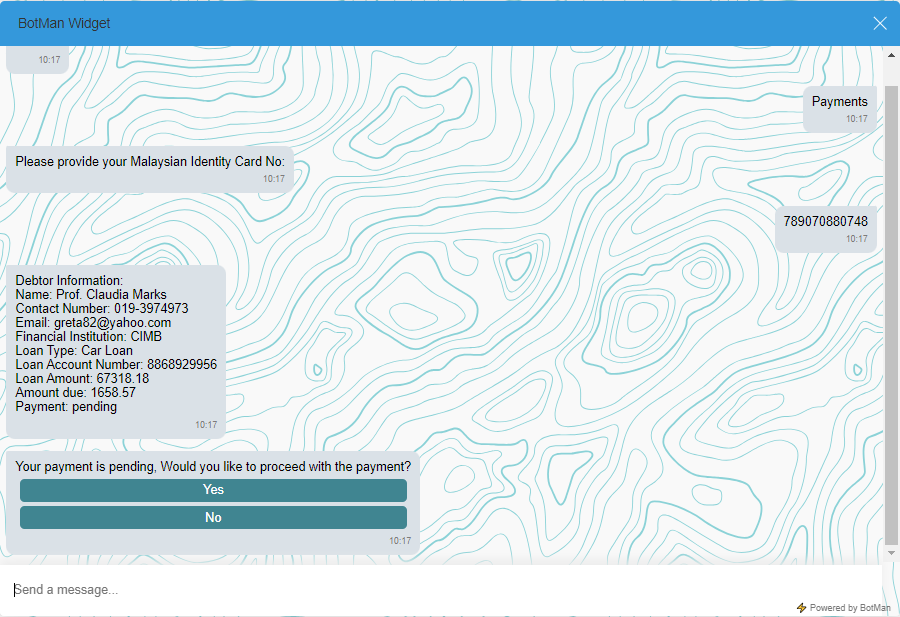 BotMan Widget
10:17
Payments
10:17
Please provide your Malaysian Identity Card No:
10:17
789070880748
10:17
Debtor Information:
Name: Prof. Claudia Marks
Contact Number: 019-3974973
Email: greta82@yahoo.com
Financial Institution: CIMB
Loan Type: Car Loan
Loan Account Number: 8868929956
Loan Amount: 67318.18
Amount due: 1658.57
Payment: pending
10:17
Your payment is pending, Would you like to proceed with the payment?
Yes
No
10:17
Send a message...
Powered by BotMan